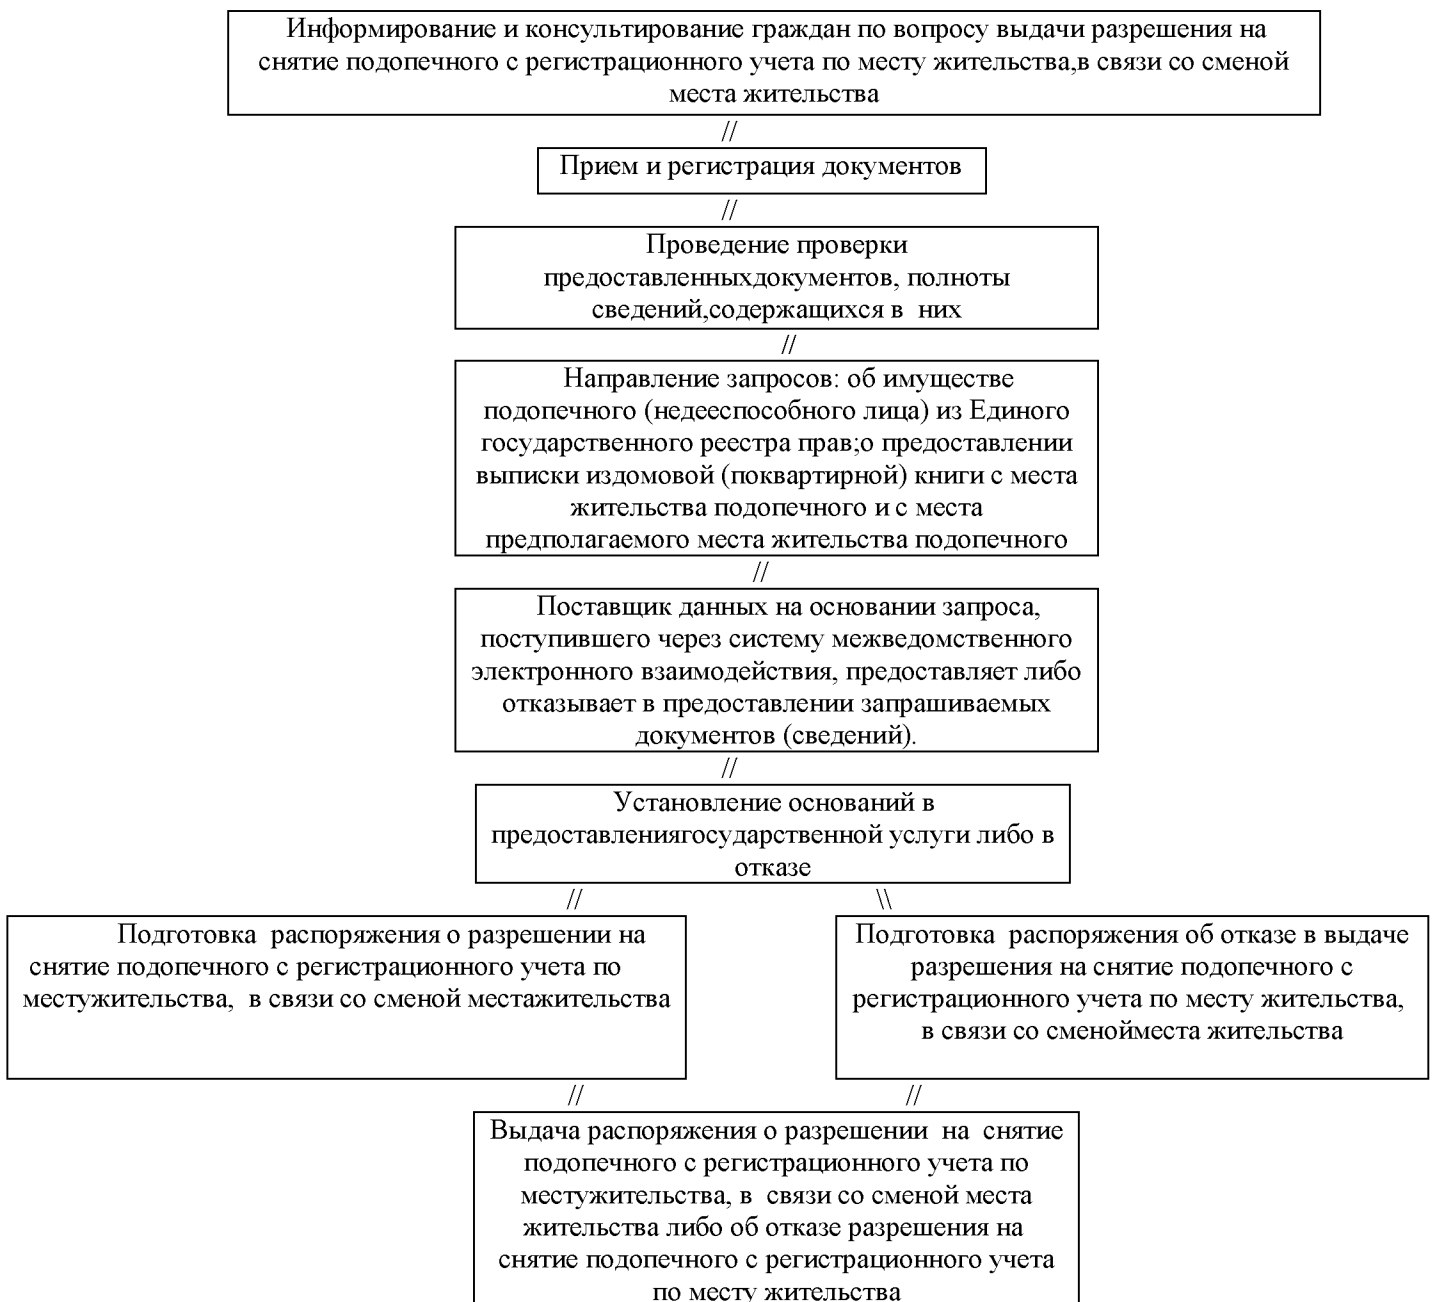 Информирование и консультирование граждан по вопросу выдачи разрешения на
снятие подопечного с регистрационного учета по месту жительства,в связи со сменой
места жительства
//
Прием и регистрация документов
//
Проведение проверки
предоставленныхдокументов, полноты
сведений,содержащихся в  них
//
Направление запросов: об имуществе
подопечного (недееспособного лица) из Единого
государственного реестра прав;о предоставлении
выписки издомовой (поквартирной) книги с места
жительства подопечного и с места
предполагаемого места жительства подопечного
//
Поставщик данных на основании запроса,
поступившего через систему межведомственного
электронного взаимодействия, предоставляет либо
отказывает в предоставлении запрашиваемых
документов (сведений).
//
Установление оснований в
предоставлениягосударственной услуги либо в
отказе
// \\
Подготовка  распоряжения о разрешении на
снятие подопечного с регистрационного учета по
местужительства,  в связи со сменой местажительства
Подготовка  распоряжения об отказе в выдаче
разрешения на снятие подопечного с
регистрационного учета по месту жительства,
в связи со сменойместа жительства
// //
Выдача распоряжения о разрешении  на  снятие
подопечного с регистрационного учета по
местужительства, в  связи со сменой места
жительства либо об отказе разрешения на
снятие подопечного с регистрационного учета
по месту жительства